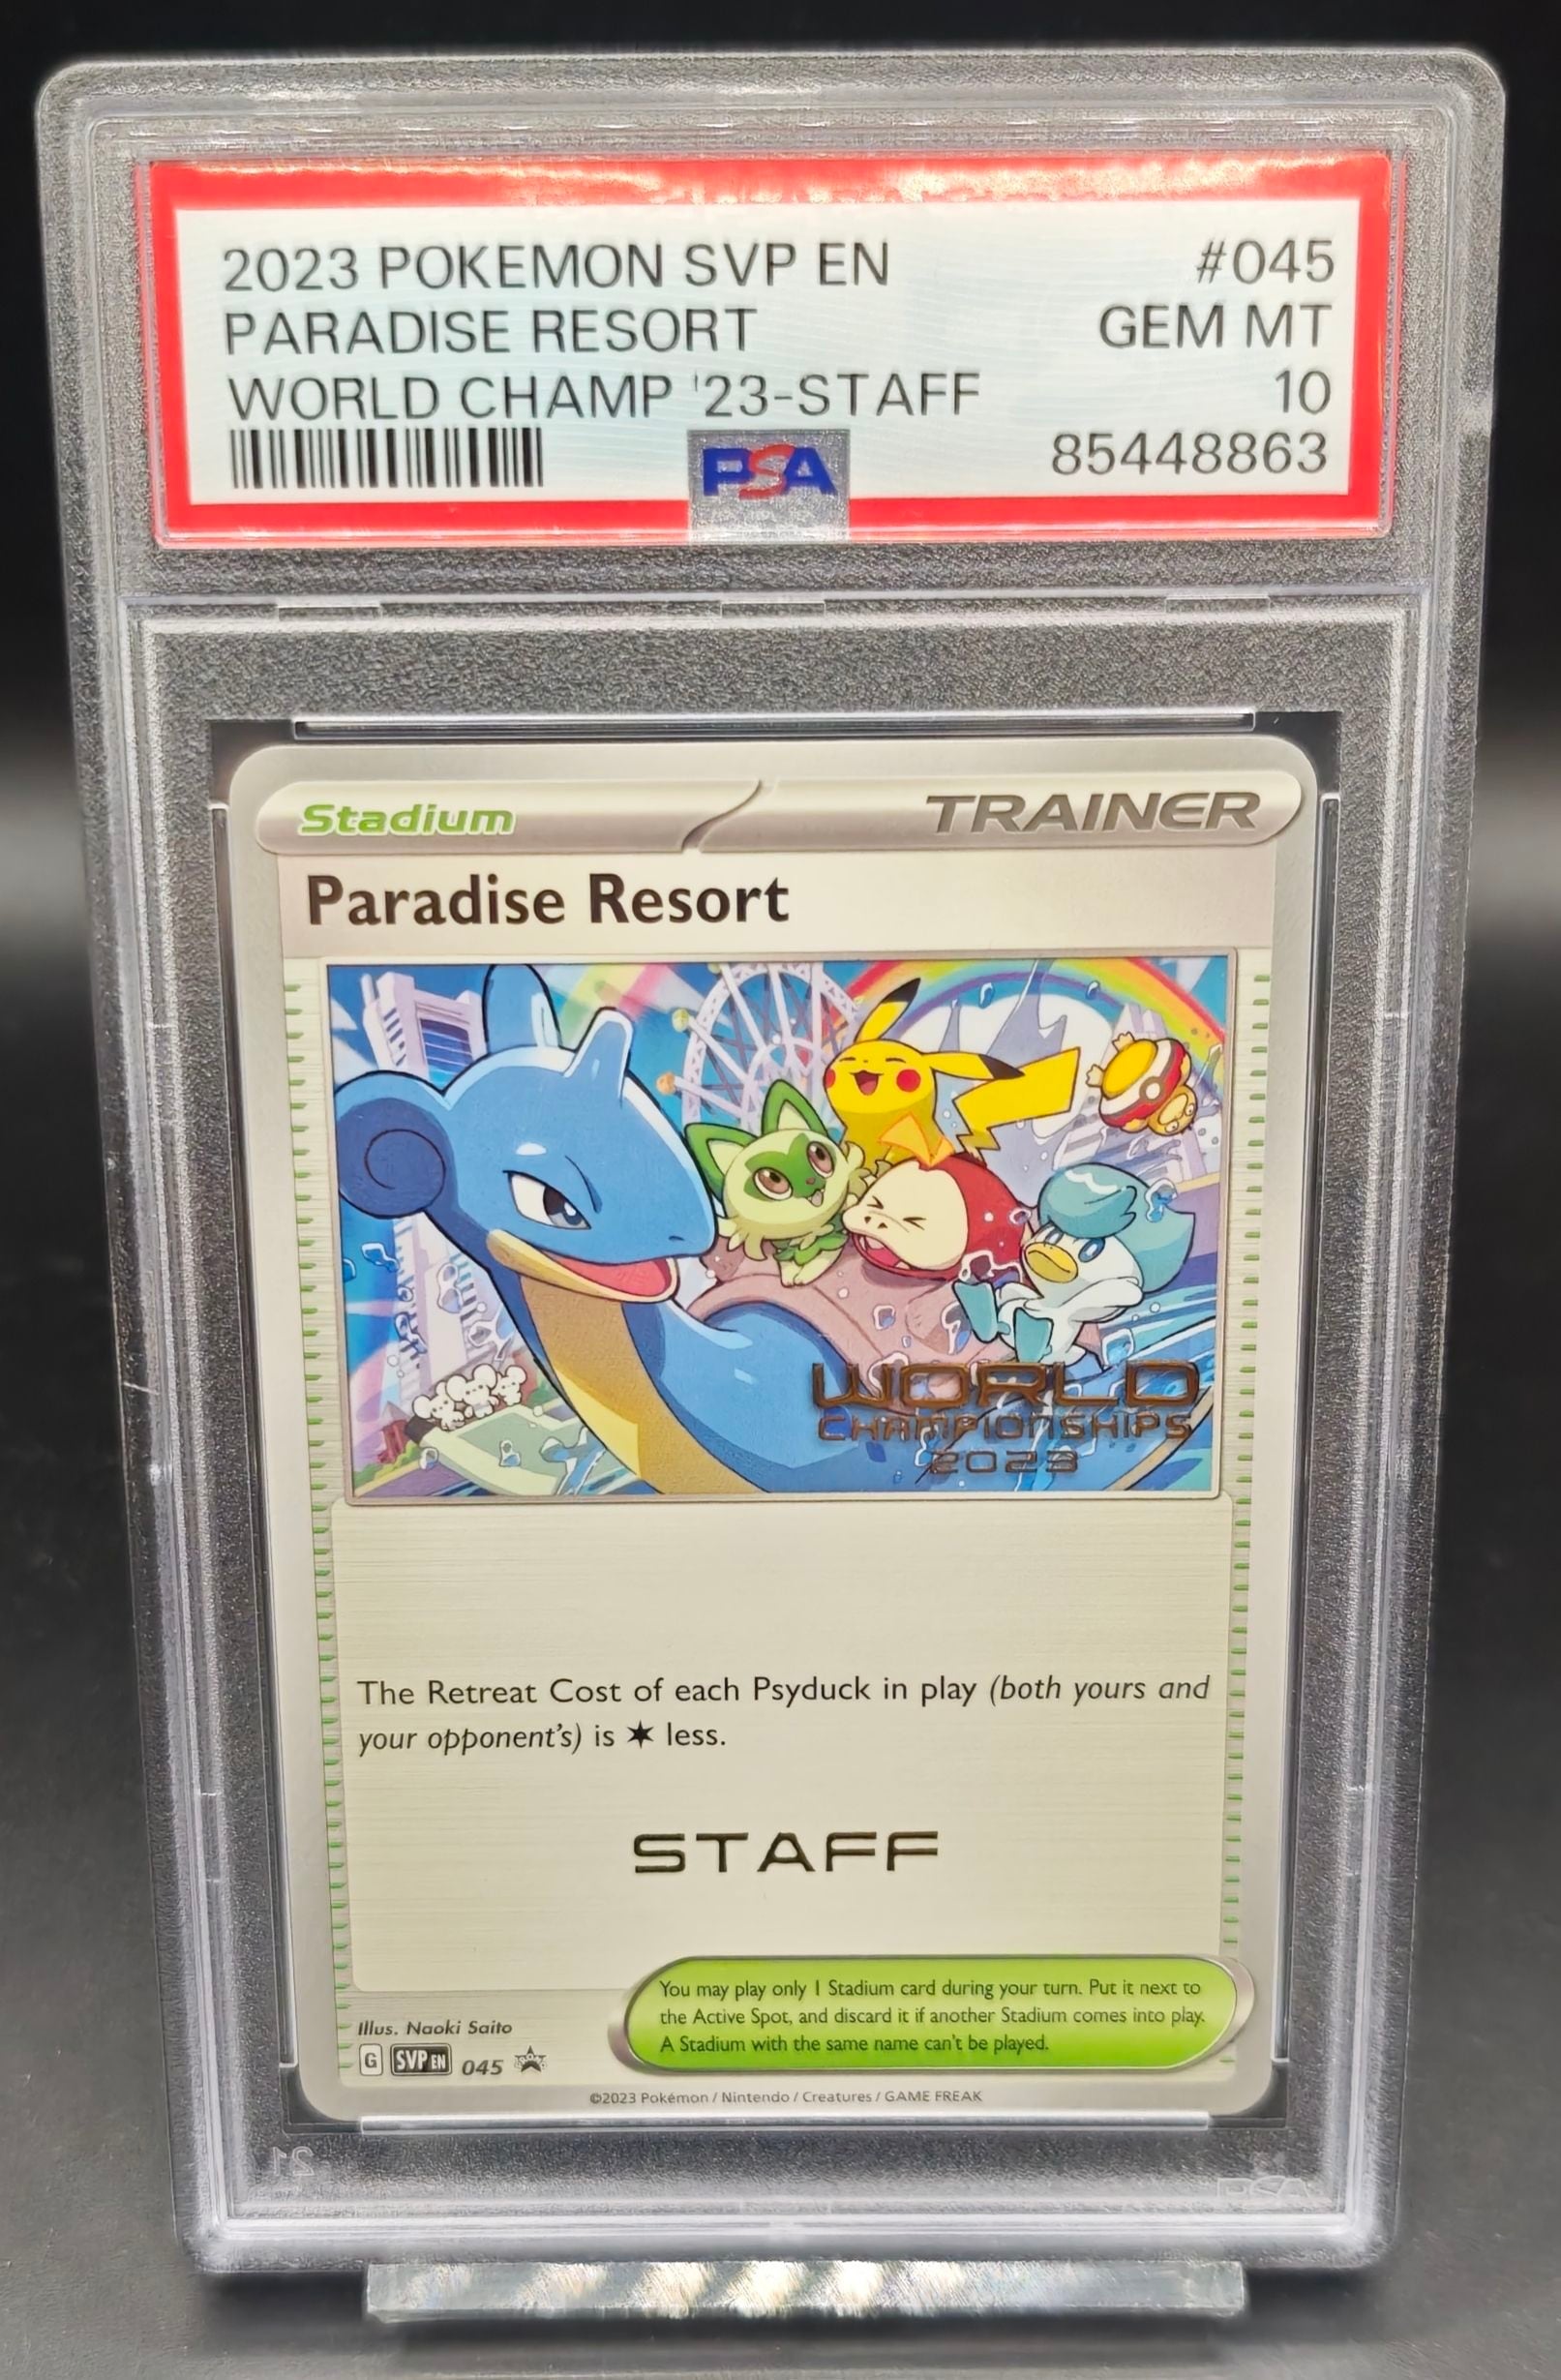 2023 POKEMON SVP EN #045
PARADISE RESORT GEM MT
WORLD CHAMP '23-STAFF 10
PSA 85448863
Stadium TRAINER
Paradise Resort
WORLD
CHAMPIONSHIPS
2023
The Retreat Cost of each Psyduck in play (both yours and
your opponent's) is less.
STAFF
You may play only 1 Stadium card during your turn. Put it next to
the Active Spot, and discard it if another Stadium comes into play.
A Stadium with the same name can't be played.
Illus. Naoki Saito
G SVP EN 045
©2023 Pokémon / Nintendo / Creatures / GAME FREAK
21
PSA